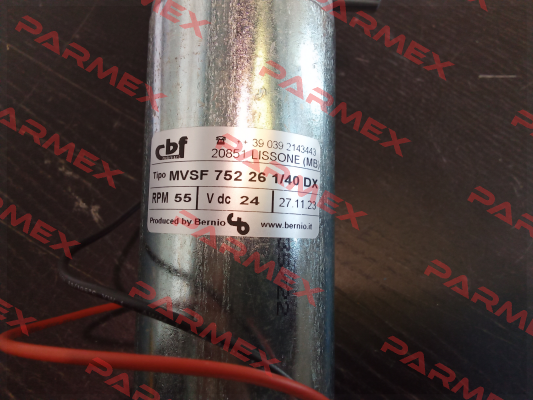 cbf ☎ + 39 039 2143443
20851 LISSONE (MB)
Tipo MVSF 752 26 1/40 DX
RPM 55 V dc 24 27.11.23
Produced by Bernio cb www.bernio.it
PARMEX
PARMEX
PARMEX
PARMEX
PARMEX
PARMEX
PARMEX
PARMEX
PARMEX
PARMEX